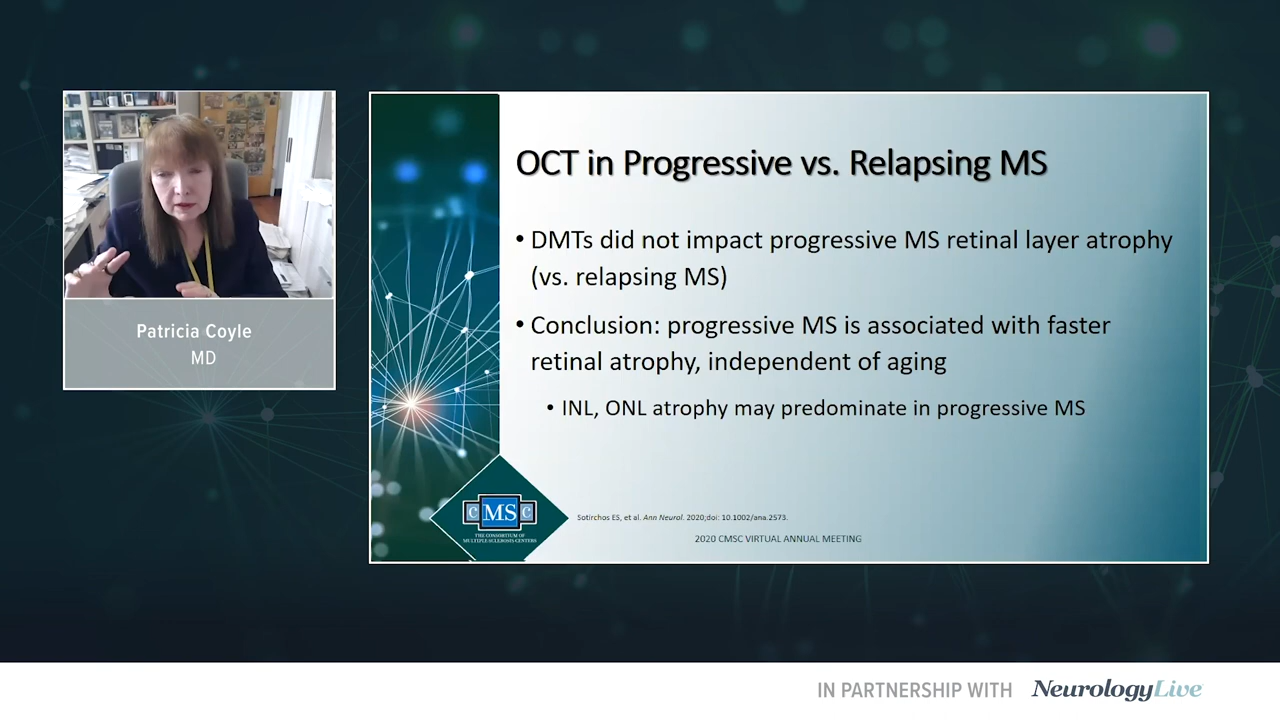 Patricia Coyle
MD
OCT in Progressive vs. Relapsing MS
• DMTs did not impact progressive MS retinal layer atrophy
(vs. relapsing MS)
• Conclusion: progressive MS is associated with faster
retinal atrophy, independent of aging
• INL, ONL atrophy may predominate in progressive MS
CMSC
THE CONSORTIUM OF
MULTIPLE SCLEROSIS CENTERS
Sotirchos ES, et al. Ann Neurol. 2020;doi: 10.1002/ana.2573.
2020 CMSC VIRTUAL ANNUAL MEETING
IN PARTNERSHIP WITH NeurologyLive